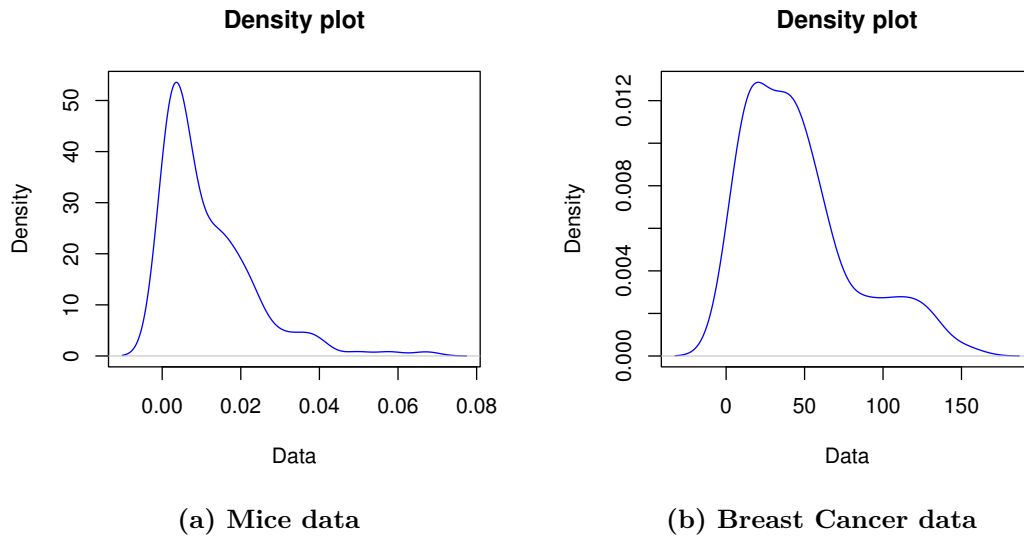 Density plot
Density
50
40
30
20
10
0
0.00 0.02 0.04 0.06 0.08
Data
(a) Mice data
Density plot
Density
0.012
0.008
0.004
0.000
0 50 100 150
Data
(b) Breast Cancer data